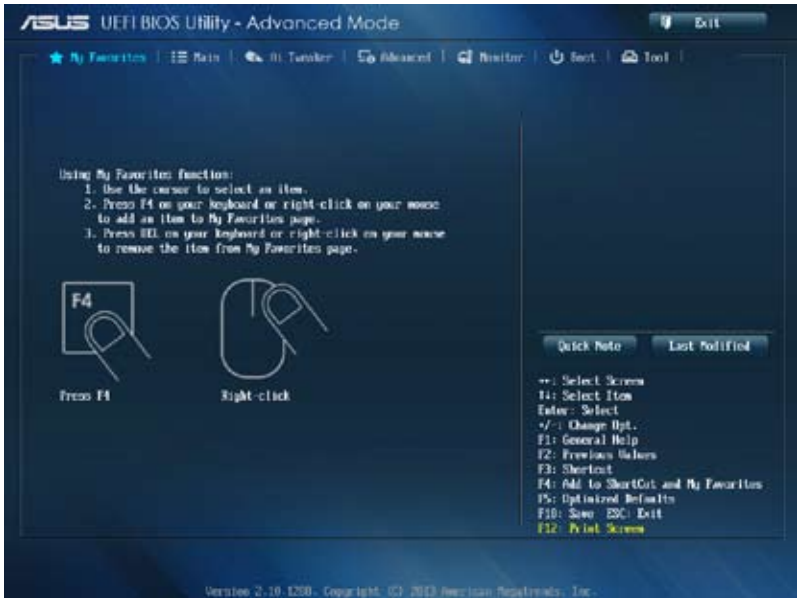 ASUS UEFI BIOS Utility - Advanced Mode
Exit
My Favorites | Main | Ai Tweaker | Advanced | Monitor | Boot | Tool
Using My Favorites function:
1. Use the cursor to select an item.
2. Press F4 on your keyboard or right-click on your mouse
to add an item to My Favorites page.
3. Press DEL on your keyboard or right-click on your mouse
to remove the item from My Favorites page.
F4
Press F4
Right-click
Quick Note
Last Modified
→←: Select Screen
↑↓: Select Item
Enter: Select
+/-: Change Opt.
F1: General Help
F2: Previous Values
F3: Shortcut
F4: Add to ShortCut and My Favorites
F5: Optimized Defaults
F10: Save ESC: Exit
F12: Print Screen
Version 2.10.1208. Copyright (C) 2013 American Megatrends, Inc.